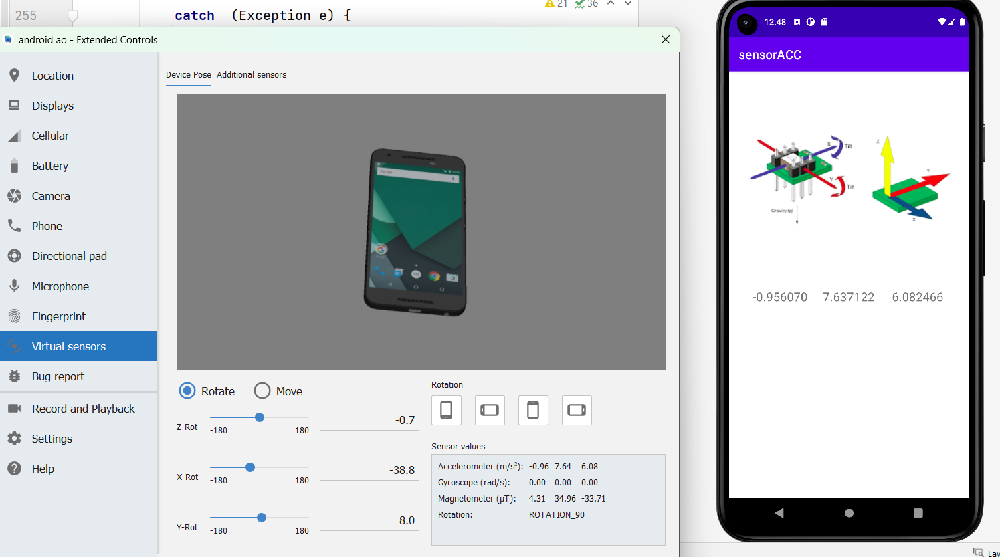 255
catch (Exception e) {
21 36
android ao - Extended Controls
Location
Displays
Cellular
Battery
Camera
Phone
Directional pad
Microphone
Fingerprint
Virtual sensors
Bug report
Record and Playback
Settings
Help
Device Pose Additional sensors
Google
Rotate Move
Z-Rot -180 180 -0.7
X-Rot -180 180 -38.8
Y-Rot -180 180 8.0
Rotation
Sensor values
Accelerometer (m/s²): -0.96 7.64 6.08
Gyroscope (rad/s): 0.00 0.00 0.00
Magnetometer (μT): 4.31 34.96 -33.71
Rotation: ROTATION_90
12:48
sensorACC
X Tilt
Y Tilt
Gravity (g)
Z
Y
X
-0.956070 7.637122 6.082466
Lay